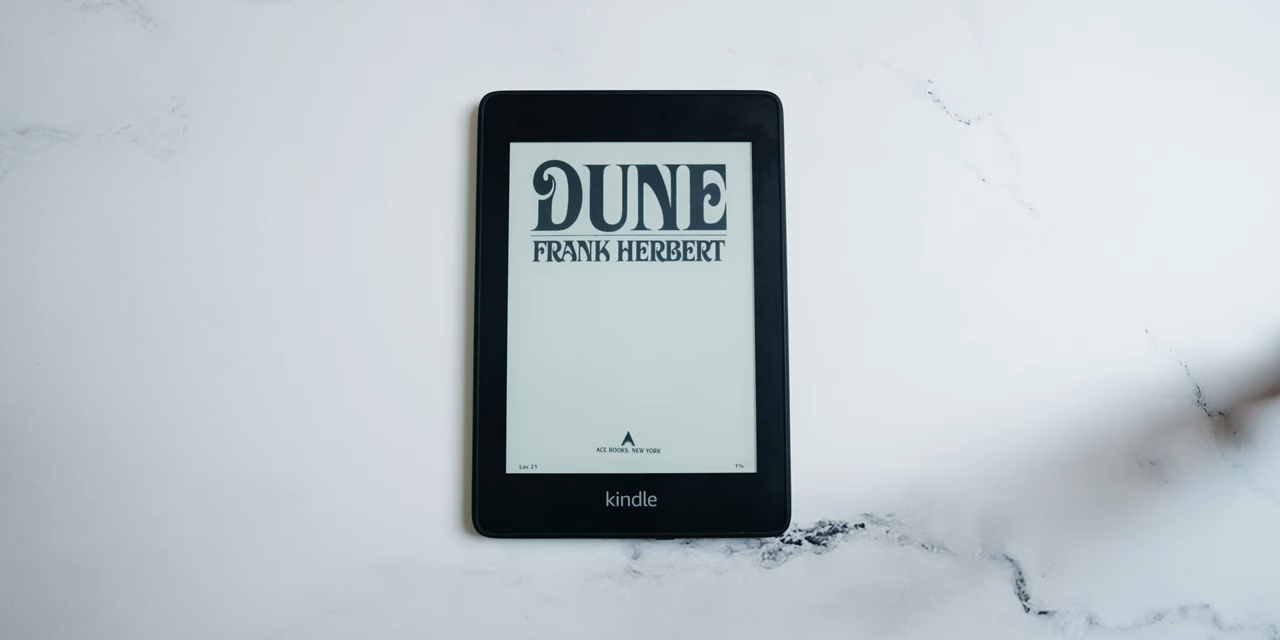 DUNE
FRANK HERBERT
ACE BOOKS, NEW YORK
Loc 21 1%
kindle